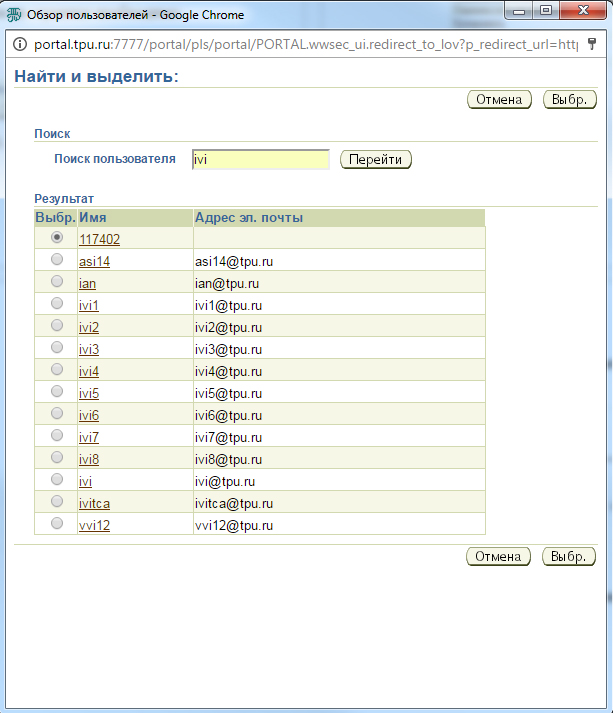 Обзор пользователей - Google Chrome
portal.tpu.ru:7777/portal/pls/portal/PORTAL.wwsec_ui.redirect_to_lov?p_redirect_url=http
Найти и выделить:
Отмена Выбр.
Поиск
Поиск пользователя ivi Перейти
Результат
Выбр. Имя Адрес эл. почты
117402
asi14 asi14@tpu.ru
ian ian@tpu.ru
ivi1 ivi1@tpu.ru
ivi2 ivi2@tpu.ru
ivi3 ivi3@tpu.ru
ivi4 ivi4@tpu.ru
ivi5 ivi5@tpu.ru
ivi6 ivi6@tpu.ru
ivi7 ivi7@tpu.ru
ivi8 ivi8@tpu.ru
ivi ivi@tpu.ru
ivitca ivitca@tpu.ru
vvi12 vvi12@tpu.ru
Отмена Выбр.